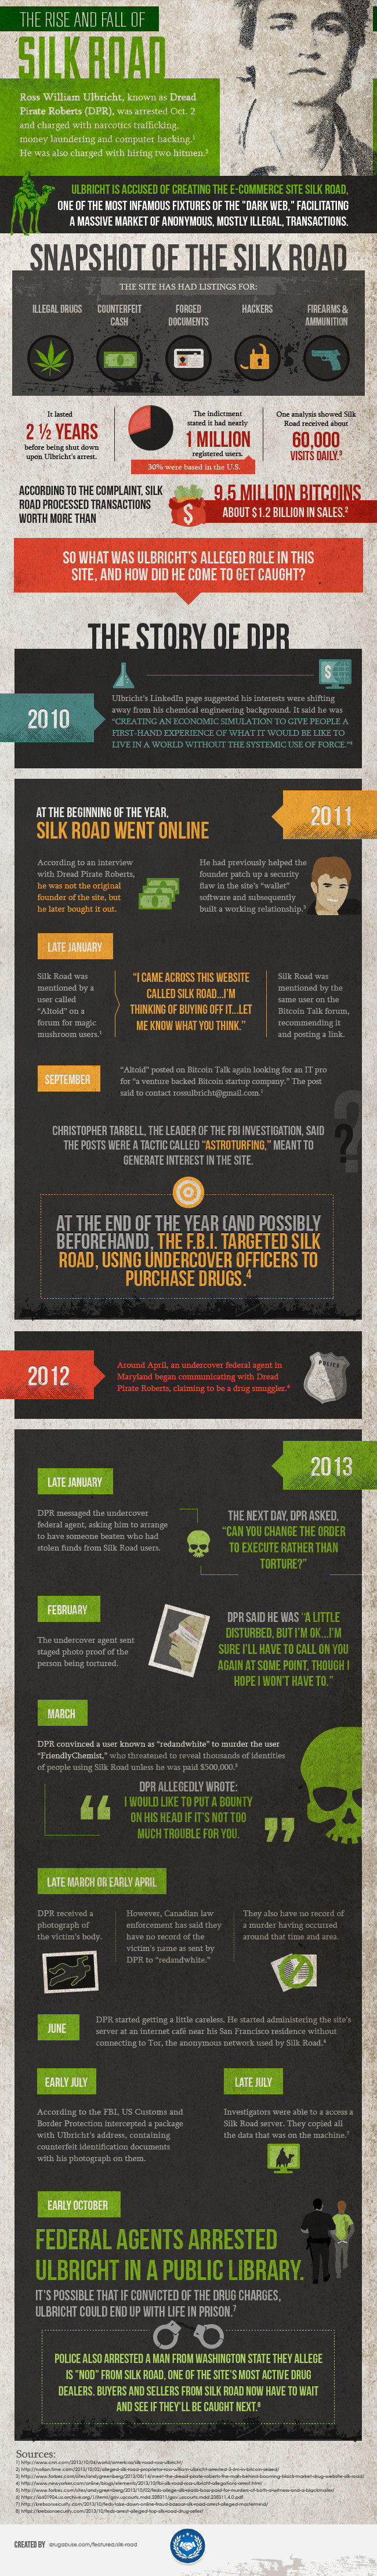 THE RISE AND FALL OF
SILK ROAD
Ross William Ulbricht, known as Dread
Pirate Roberts (DPR), was arrested Oct. 2
and charged with narcotics trafficking,
money laundering and computer hacking.¹
He was also charged with hiring two hitmen.²
ULBRICHT IS ACCUSED OF CREATING THE E-COMMERCE SITE SILK ROAD,
ONE OF THE MOST INFAMOUS FIXTURES OF THE "DARK WEB," FACILITATING
A MASSIVE MARKET OF ANONYMOUS, MOSTLY ILLEGAL, TRANSACTIONS.
SNAPSHOT OF THE SILK ROAD
THE SITE HAS HAD LISTINGS FOR:
ILLEGAL DRUGS
COUNTERFEIT
CASH
FORGED
DOCUMENTS
HACKERS
FIREARMS &
AMMUNITION
It lasted
2 ½ YEARS
before being shut down
upon Ulbricht's arrest.
The indictment
stated it had nearly
1 MILLION
registered users.
30% were based in the U.S.
One analysis showed Silk
Road received about
60,000
VISITS DAILY.³
ACCORDING TO THE COMPLAINT, SILK
ROAD PROCESSED TRANSACTIONS
WORTH MORE THAN
$
9.5 MILLION BITCOINS
ABOUT $1.2 BILLION IN SALES.²
SO WHAT WAS ULBRICHT'S ALLEGED ROLE IN THIS
SITE, AND HOW DID HE COME TO GET CAUGHT?
THE STORY OF DPR
$
2010
Ulbricht's LinkedIn page suggested his interests were shifting
away from his chemical engineering background. It said he was
"CREATING AN ECONOMIC SIMULATION TO GIVE PEOPLE A
FIRST-HAND EXPERIENCE OF WHAT IT WOULD BE LIKE TO
LIVE IN A WORLD WITHOUT THE SYSTEMIC USE OF FORCE."³
2011
AT THE BEGINNING OF THE YEAR,
SILK ROAD WENT ONLINE
According to an interview
with Dread Pirate Roberts,
he was not the original
founder of the site, but
he later bought it out.
He had previously helped the
founder patch up a security
flaw in the site's "wallet"
software and subsequently
built a working relationship.³
LATE JANUARY
Silk Road was
mentioned by a
user called
"Altoid" on a
forum for magic
mushroom users.¹
"I CAME ACROSS THIS WEBSITE
CALLED SILK ROAD...I'M
THINKING OF BUYING OFF IT...LET
ME KNOW WHAT YOU THINK."
Silk Road was
mentioned by the
same user on the
Bitcoin Talk forum,
recommending it
and posting a link.
SEPTEMBER
"Altoid" posted on Bitcoin Talk again looking for an IT pro
for "a venture backed Bitcoin startup company." The post
said to contact rossulbricht@gmail.com.¹
CHRISTOPHER TARBELL, THE LEADER OF THE FBI INVESTIGATION, SAID
THE POSTS WERE A TACTIC CALLED "ASTROTURFING," MEANT TO
GENERATE INTEREST IN THE SITE.
?
AT THE END OF THE YEAR (AND POSSIBLY
BEFOREHAND), THE F.B.I. TARGETED SILK
ROAD, USING UNDERCOVER OFFICERS TO
PURCHASE DRUGS.⁴
2012
Around April, an undercover federal agent in
Maryland began communicating with Dread
Pirate Roberts, claiming to be a drug smuggler.⁴
POLICE
2013
LATE JANUARY
DPR messaged the undercover
federal agent, asking him to arrange
to have someone beaten who had
stolen funds from Silk Road users.
THE NEXT DAY, DPR ASKED,
"CAN YOU CHANGE THE ORDER
TO EXECUTE RATHER THAN
TORTURE?"
FEBRUARY
The undercover agent sent
staged photo proof of the
person being tortured.
DPR SAID HE WAS "A LITTLE
DISTURBED, BUT I'M OK...I'M
SURE I'LL HAVE TO CALL ON YOU
AGAIN AT SOME POINT, THOUGH I
HOPE I WON'T HAVE TO."
MARCH
DPR convinced a user known as "redandwhite" to murder the user
"FriendlyChemist," who threatened to reveal thousands of identities
of people using Silk Road unless he was paid $500,000.⁵
DPR ALLEGEDLY WROTE:
"I WOULD LIKE TO PUT A BOUNTY
ON HIS HEAD IF IT'S NOT TOO
MUCH TROUBLE FOR YOU."
LATE MARCH OR EARLY APRIL
DPR received a
photograph of
the victim's body.
However, Canadian law
enforcement has said they
have no record of the
victim's name as sent by
DPR to "redandwhite."
They also have no record of
a murder having occurred
around that time and area.
JUNE
DPR started getting a little careless. He started administering the site's
server at an internet café near his San Francisco residence without
connecting to Tor, the anonymous network used by Silk Road.⁶
EARLY JULY
According to the FBI, US Customs and
Border Protection intercepted a package
with Ulbricht's address, containing
counterfeit identification documents
with his photograph on them.
LATE JULY
Investigators were able to a access a
Silk Road server. They copied all
the data that was on the machine.⁷
EARLY OCTOBER
FEDERAL AGENTS ARRESTED
ULBRICHT IN A PUBLIC LIBRARY.
IT'S POSSIBLE THAT IF CONVICTED OF THE DRUG CHARGES,
ULBRICHT COULD END UP WITH LIFE IN PRISON.⁷
POLICE ALSO ARRESTED A MAN FROM WASHINGTON STATE THEY ALLEGE
IS "NOD" FROM SILK ROAD, ONE OF THE SITE'S MOST ACTIVE DRUG
DEALERS. BUYERS AND SELLERS FROM SILK ROAD NOW HAVE TO WAIT
AND SEE IF THEY'LL BE CAUGHT NEXT.⁸
Sources:
CREATED BY drugabuse.com/featured/silk-road